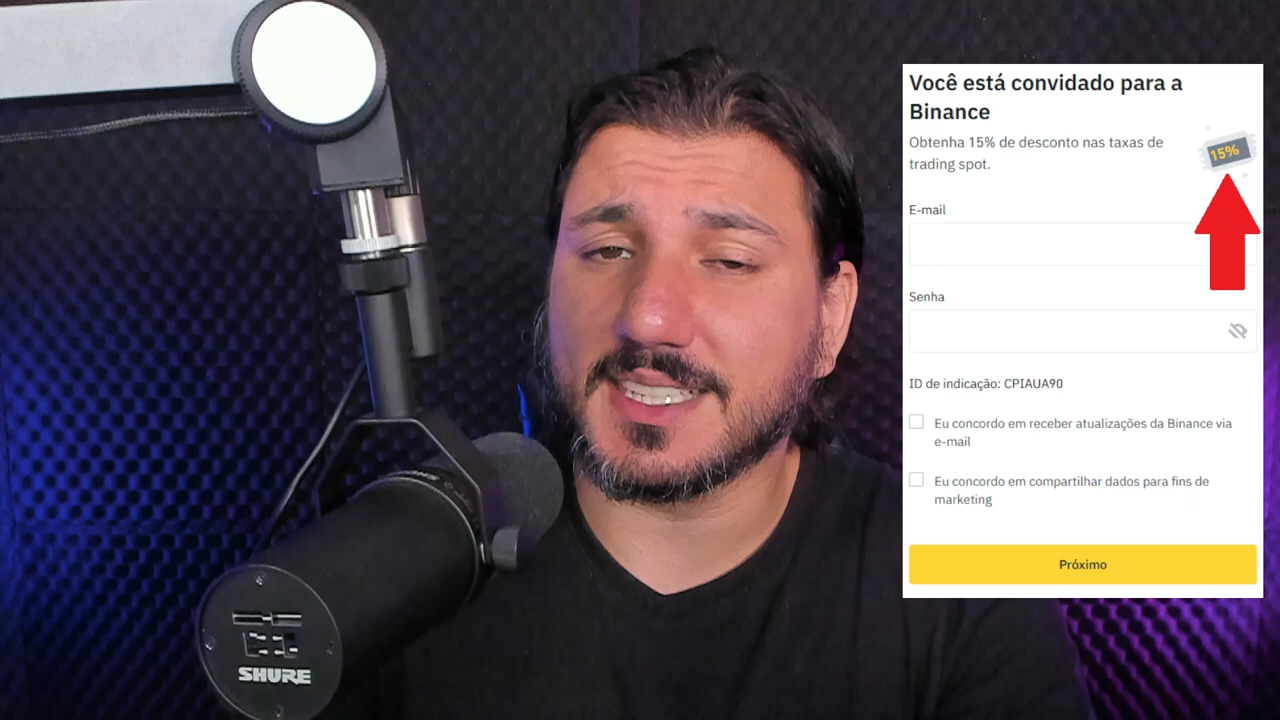 Você está convidado para a
Binance
Obtenha 15% de desconto nas taxas de
trading spot.
15%
E-mail
Senha
ID de indicação: CPIAUA90
Eu concordo em receber atualizações da Binance via
e-mail
Eu concordo em compartilhar dados para fins de
marketing
Próximo
SHURE